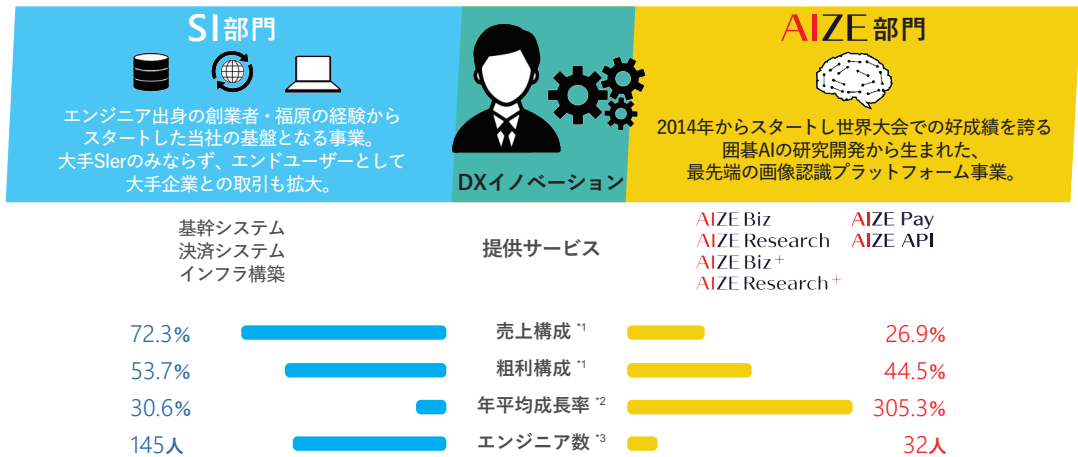 SI部門
エンジニア出身の創業者・福原の経験から
スタートした当社の基盤となる事業。
大手SIerのみならず、エンドユーザーとして
大手企業との取引も拡大。
DXイノベーション
AIZE部門
2014年からスタートし世界大会での好成績を誇る
囲碁AIの研究開発から生まれた、
最先端の画像認識プラットフォーム事業。
基幹システム
決済システム
インフラ構築
提供サービス
AIZE Biz
AIZE Research
AIZE Biz+
AIZE Research+
AIZE Pay
AIZE API
72.3% 売上構成 *1 26.9%
53.7% 粗利構成 *1 44.5%
30.6% 年平均成長率 *2 305.3%
145人 エンジニア数 *3 32人